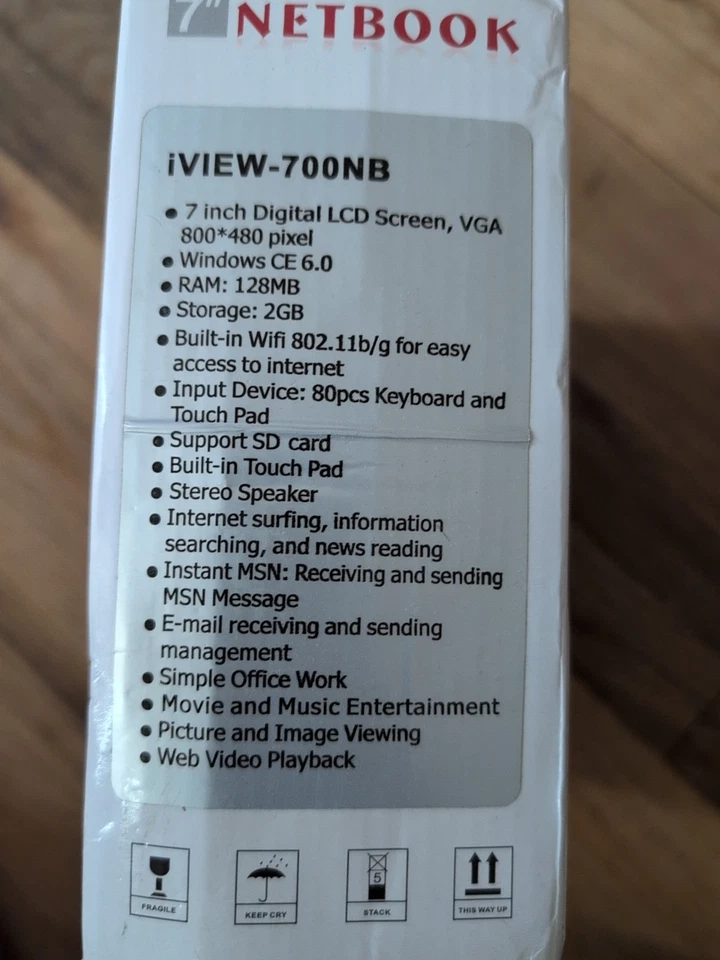 7" NETBOOK
iVIEW-700NB
• 7 inch Digital LCD Screen, VGA
800*480 pixel
• Windows CE 6.0
• RAM: 128MB
• Storage: 2GB
• Built-in Wifi 802.11b/g for easy
access to internet
• Input Device: 80pcs Keyboard and
Touch Pad
• Support SD card
• Built-in Touch Pad
• Stereo Speaker
• Internet surfing, information
searching, and news reading
• Instant MSN: Receiving and sending
MSN Message
• E-mail receiving and sending
management
• Simple Office Work
• Movie and Music Entertainment
• Picture and Image Viewing
• Web Video Playback
5
FRAGILE KEEP CRY STACK THIS WAY UP